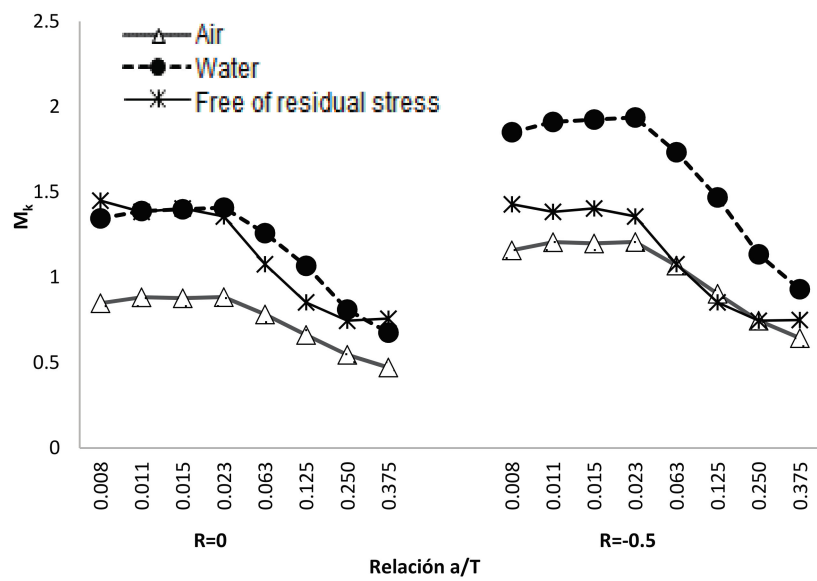 2.5
2
1.5
1
0.5
0
M_k
Air
Water
Free of residual stress
0.008 0.011 0.015 0.023 0.063 0.125 0.250 0.375 0.008 0.011 0.015 0.023 0.063 0.125 0.250 0.375
R=0 R=-0.5
Relación a/T